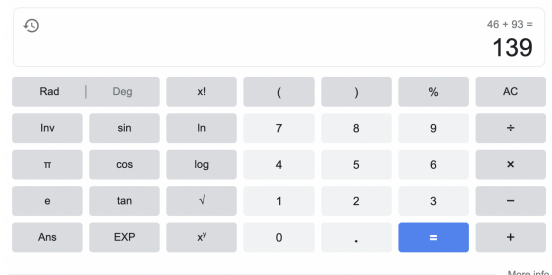 46 + 93 =
139
Rad | Deg x! ( ) % AC
Inv sin ln 7 8 9 ÷
π cos log 4 5 6 ×
e tan √ 1 2 3 −
Ans EXP xʸ 0 . = +
More info